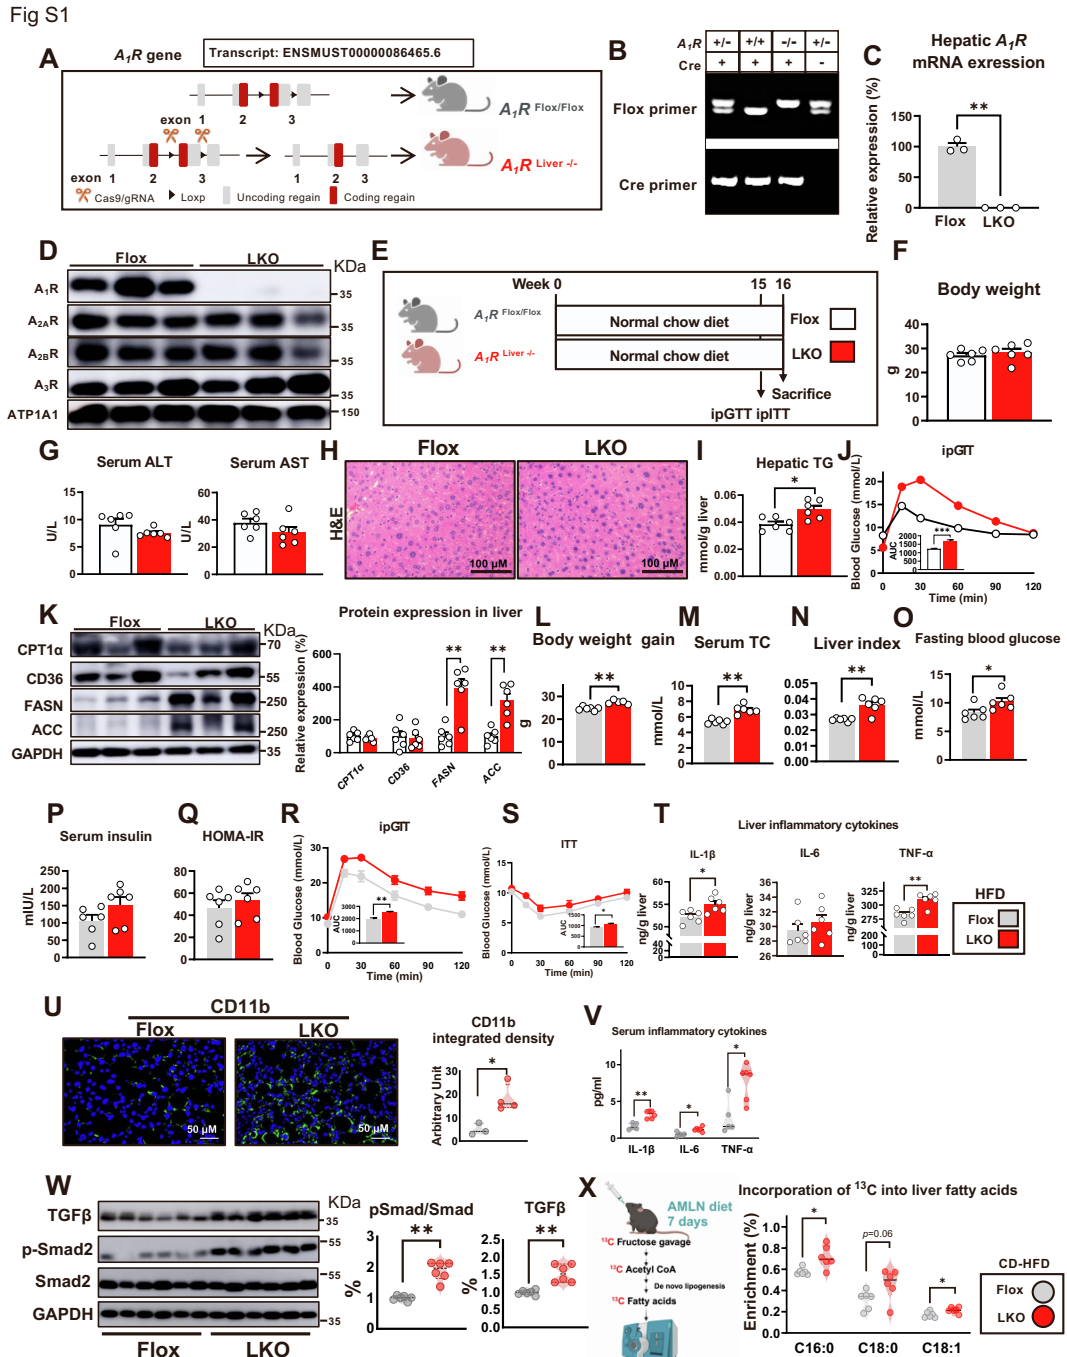 Fig S1
A
A₁R gene
Transcript: ENSMUST00000086465.6
1
2
3
A₁R Flox/Flox
exon
1
2
3
1
2
3
A₁R Liver -/-
exon
Cas9/gRNA
Loxp
Uncoding regain
Coding regain
B
A₁R +/- +/+ -/- +/-
Cre + + + -
Flox primer
Cre primer
C
Hepatic A₁R
mRNA exression
Relative expression (%)
150
100
50
0
**
Flox LKO
D
Flox LKO
KDa
A₁R
35
A₂AR
35
A₂BR
35
A₃R
35
ATP1A1
150
E
Week 0 15 16
A₁R Flox/Flox
Normal chow diet
Flox
A₁R Liver -/-
Normal chow diet
LKO
Sacrifice
ipGTT ipITT
F
Body weight
g
40
30
20
10
0
G
Serum ALT
U/L
15
10
5
0
Serum AST
U/L
60
40
20
0
H
Flox LKO
H&E
100 µM
100 µM
I
Hepatic TG
mmol/g liver
0.06
0.04
0.02
0.00
*
J
ipGTT
Blood Glucose (mmol/L)
20
15
10
5
0
0 30 60 90 120
Time (min)
AUC
2000
1500
1000
500
0
***
K
Flox LKO
KDa
CPT1α
70
CD36
55
FASN
250
ACC
250
GAPDH
35
Protein expression in liver
Relative expression (%)
600
400
200
0
** **
CPT1α CD36 FASN ACC
L
Body weight gain
g
30
20
10
0
**
M
Serum TC
mmol/L
10
8
6
4
2
0
**
N
Liver index
0.05
0.04
0.03
0.02
0.01
0.00
**
O
Fasting blood glucose
mmol/L
15
10
5
0
*
P
Serum insulin
mIU/L
250
200
150
100
50
0
Q
HOMA-IR
80
60
40
20
0
R
ipGTT
Blood Glucose (mmol/L)
30
20
10
0
0 30 60 90 120
Time (min)
AUC
3000
2000
1000
0
**
S
ITT
Blood Glucose (mmol/L)
15
10
5
0
0 30 60 90 120
Time (min)
AUC
1500
1000
500
0
*
T
Liver inflammatory cytokines
IL-1β
ng/g liver
60
55
50
40
20
0
*
IL-6
ng/g liver
36
34
32
30
28
26
TNF-α
ng/g liver
325
300
275
200
100
0
**
HFD
Flox
LKO
U
CD11b
Flox LKO
50 µM
50 µM
CD11b
integrated density
Arbitrary Unit
30
20
10
0
*
V
Serum inflammatory cytokines
pg/ml
10
5
0
** * *
IL-1β IL-6 TNF-α
W
KDa
TGFβ
35
p-Smad2
55
Smad2
55
GAPDH
35
Flox LKO
pSmad/Smad
%
3
2
1
0
**
TGFβ
%
2.5
2.0
1.5
1.0
0.5
0.0
**
X
AMLN diet
7 days
¹³C Fructose gavage
¹³C Acetyl CoA
De novo lipogenesis
¹³C Fatty acids
Incorporation of ¹³C into liver fatty acids
Enrichment (%)
1.0
0.8
0.6
0.4
0.2
0.0
* p=0.06 *
C16:0 C18:0 C18:1
CD-HFD
Flox
LKO